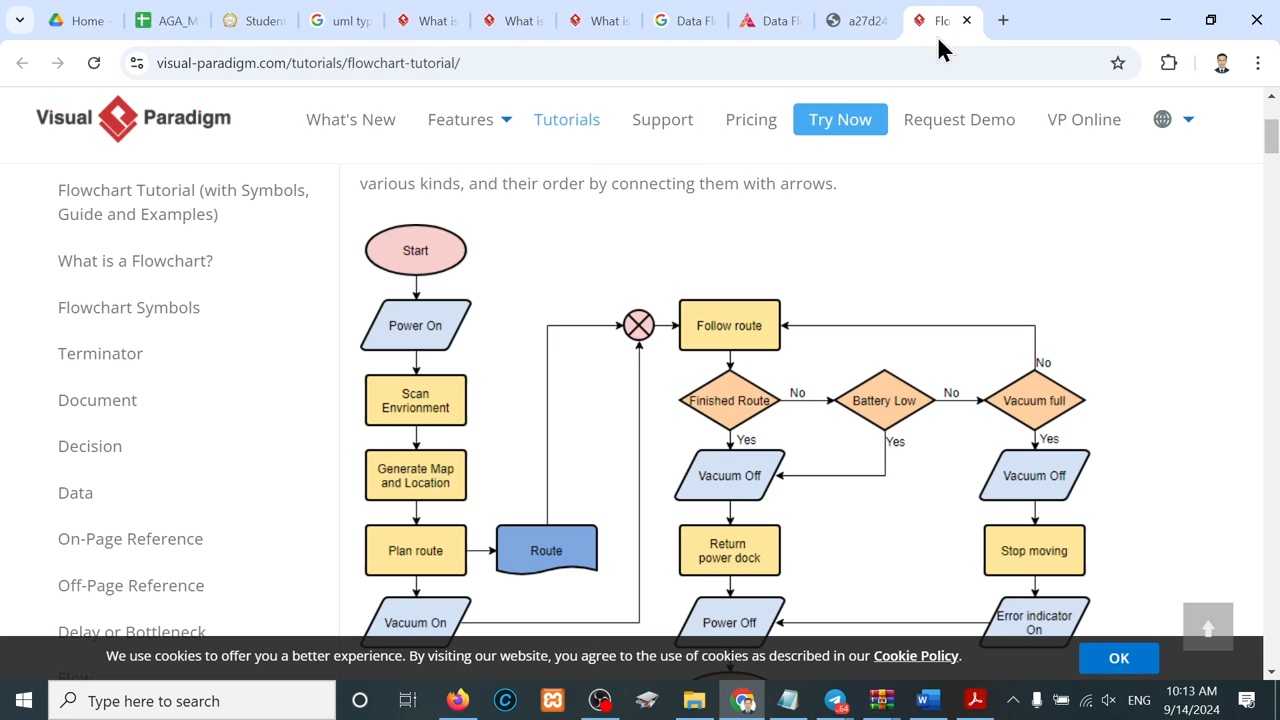 Home
AGA_M
Student
uml typ
What is
What is
What is
Data Fl
Data Fl
a27d24
Flo
visual-paradigm.com/tutorials/flowchart-tutorial/
Visual Paradigm
What's New
Features
Tutorials
Support
Pricing
Try Now
Request Demo
VP Online
Flowchart Tutorial (with Symbols,
Guide and Examples)
What is a Flowchart?
Flowchart Symbols
Terminator
Document
Decision
Data
On-Page Reference
Off-Page Reference
Delay or Bottleneck
Flow
various kinds, and their order by connecting them with arrows.
Start
Power On
Scan
Envrionment
Generate Map
and Location
Plan route
Route
Vacuum On
Follow route
Finished Route
No
Battery Low
No
Vacuum full
No
Yes
Yes
Yes
Vacuum Off
Vacuum Off
Return
power dock
Stop moving
Power Off
Error indicator
On
We use cookies to offer you a better experience. By visiting our website, you agree to the use of cookies as described in our Cookie Policy.
OK
Type here to search
64
ENG
10:13 AM
9/14/2024